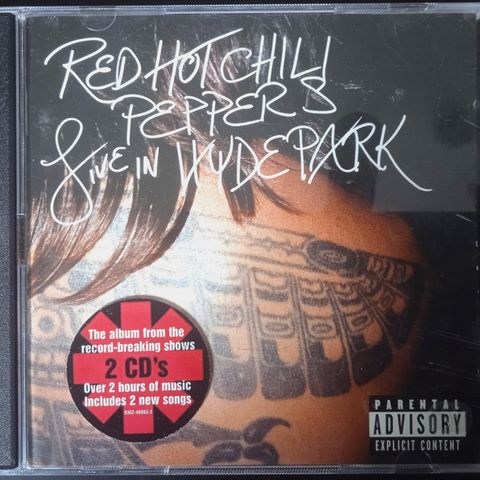 RED HOT CHILI
PEPPERS
LIVE IN HYDE PARK
The album from the
record-breaking shows
2 CD's
Over 2 hours of music
Includes 2 new songs
PARENTAL
ADVISORY
EXPLICIT CONTENT